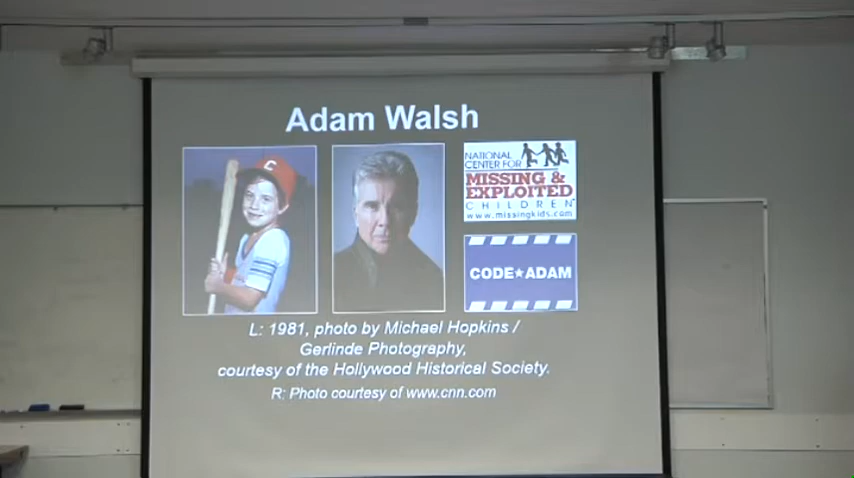 Adam Walsh
C
NATIONAL
CENTER FOR
MISSING &
EXPLOITED
CHILDREN
www.missingkids.com
CODE★ADAM
L: 1981, photo by Michael Hopkins /
Gerlinde Photography,
courtesy of the Hollywood Historical Society.
R; Photo courtesy of www.cnn.com